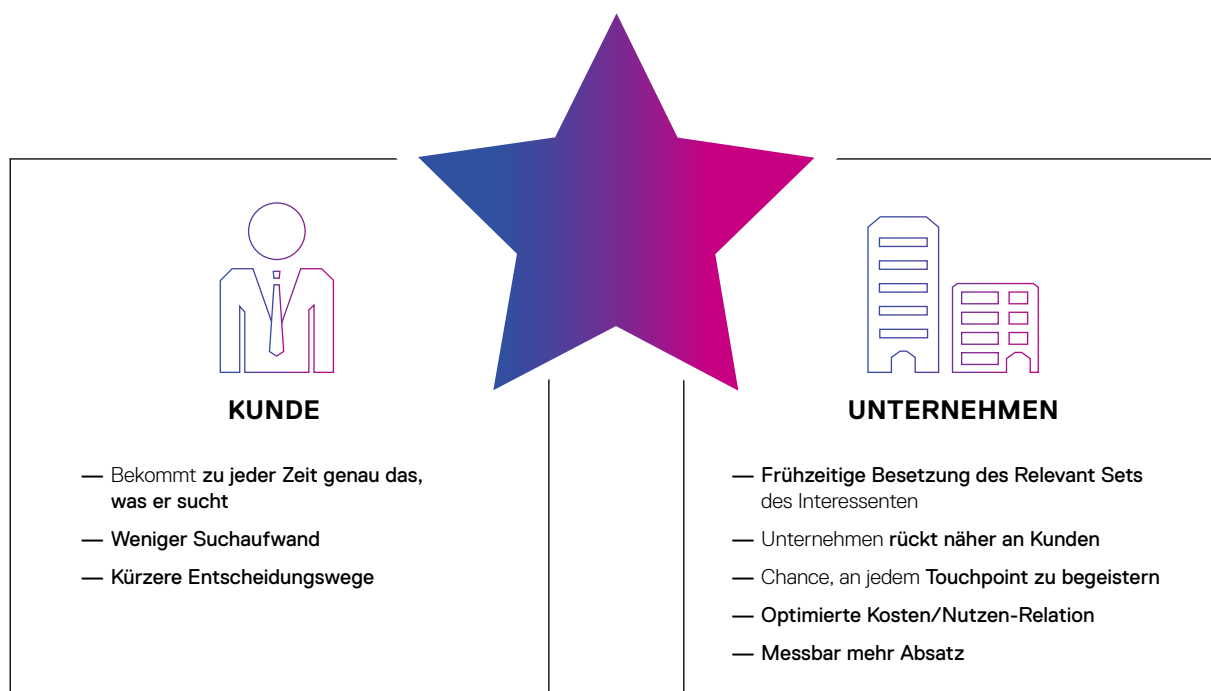 KUNDE
— Bekommt zu jeder Zeit genau das,
was er sucht
— Weniger Suchaufwand
— Kürzere Entscheidungswege
UNTERNEHMEN
— Frühzeitige Besetzung des Relevant Sets
des Interessenten
— Unternehmen rückt näher an Kunden
— Chance, an jedem Touchpoint zu begeistern
— Optimierte Kosten/Nutzen-Relation
— Messbar mehr Absatz